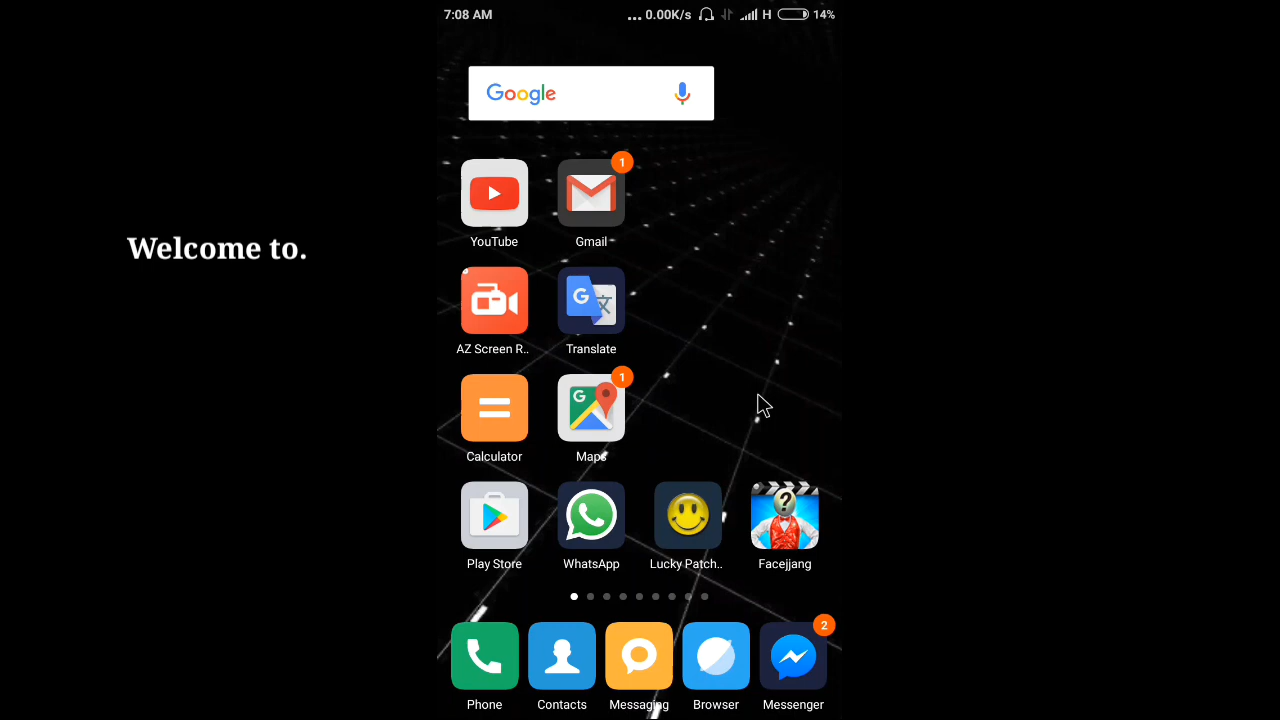 7:08 AM ... 0.00K/s H 14%
Google
1
YouTube Gmail
G 文
AZ Screen R.. Translate
1
G
Calculator Maps
?
Play Store WhatsApp Lucky Patch.. Facejjang
2
Phone Contacts Messaging Browser Messenger
Welcome to.